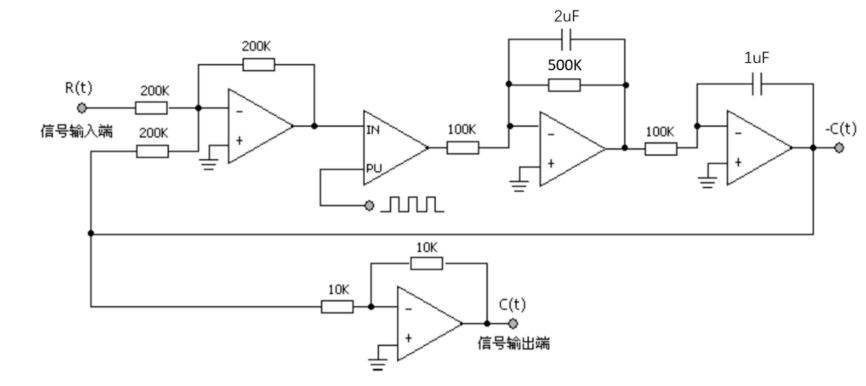 2uF
200K
500K
1uF
R(t)
200K
信号输入端
200K
−
+
IN
PU
100K
−
+
100K
−
+
-C(t)
10K
10K
−
+
C(t)
信号输出端